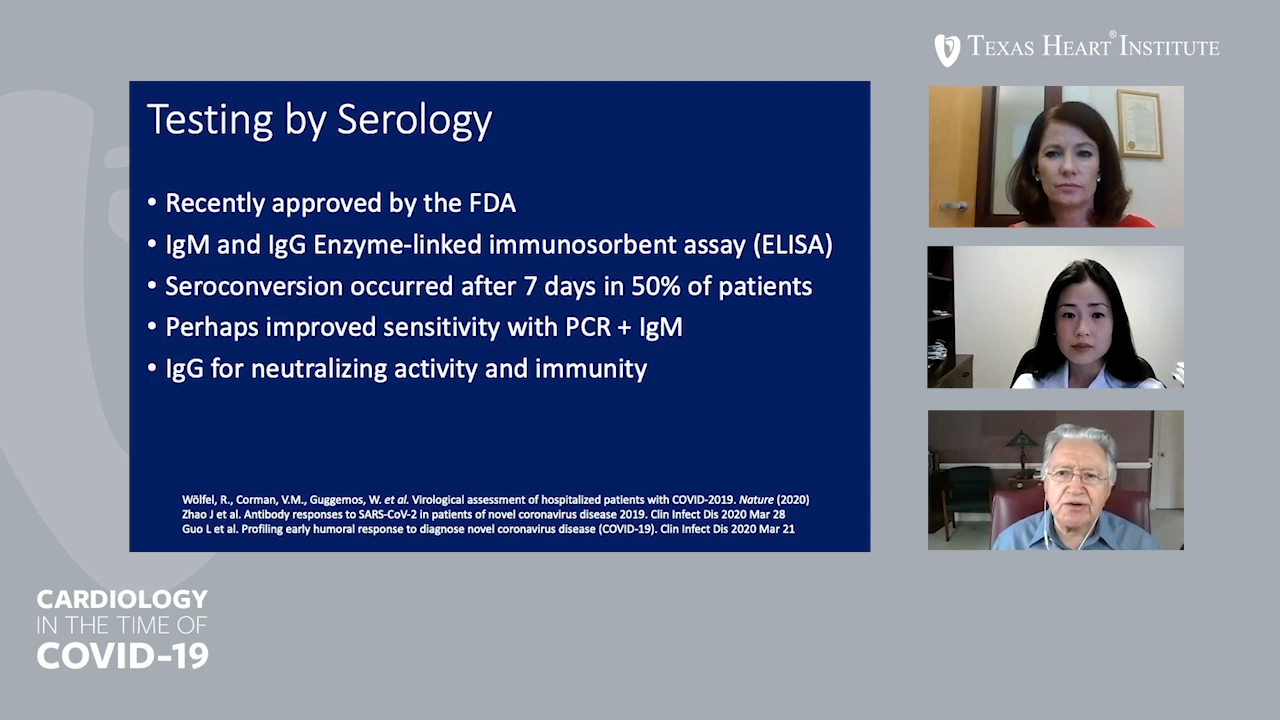 TEXAS HEART® INSTITUTE
Testing by Serology
• Recently approved by the FDA
• IgM and IgG Enzyme-linked immunosorbent assay (ELISA)
• Seroconversion occurred after 7 days in 50% of patients
• Perhaps improved sensitivity with PCR + IgM
• IgG for neutralizing activity and immunity
Wölfel, R., Corman, V.M., Guggemos, W. et al. Virological assessment of hospitalized patients with COVID-2019. Nature (2020)
Zhao J et al. Antibody responses to SARS-CoV-2 in patients of novel coronavirus disease 2019. Clin Infect Dis 2020 Mar 28
Guo L et al. Profiling early humoral response to diagnose novel coronavirus disease (COVID-19). Clin Infect Dis 2020 Mar 21
CARDIOLOGY
IN THE TIME OF
COVID-19